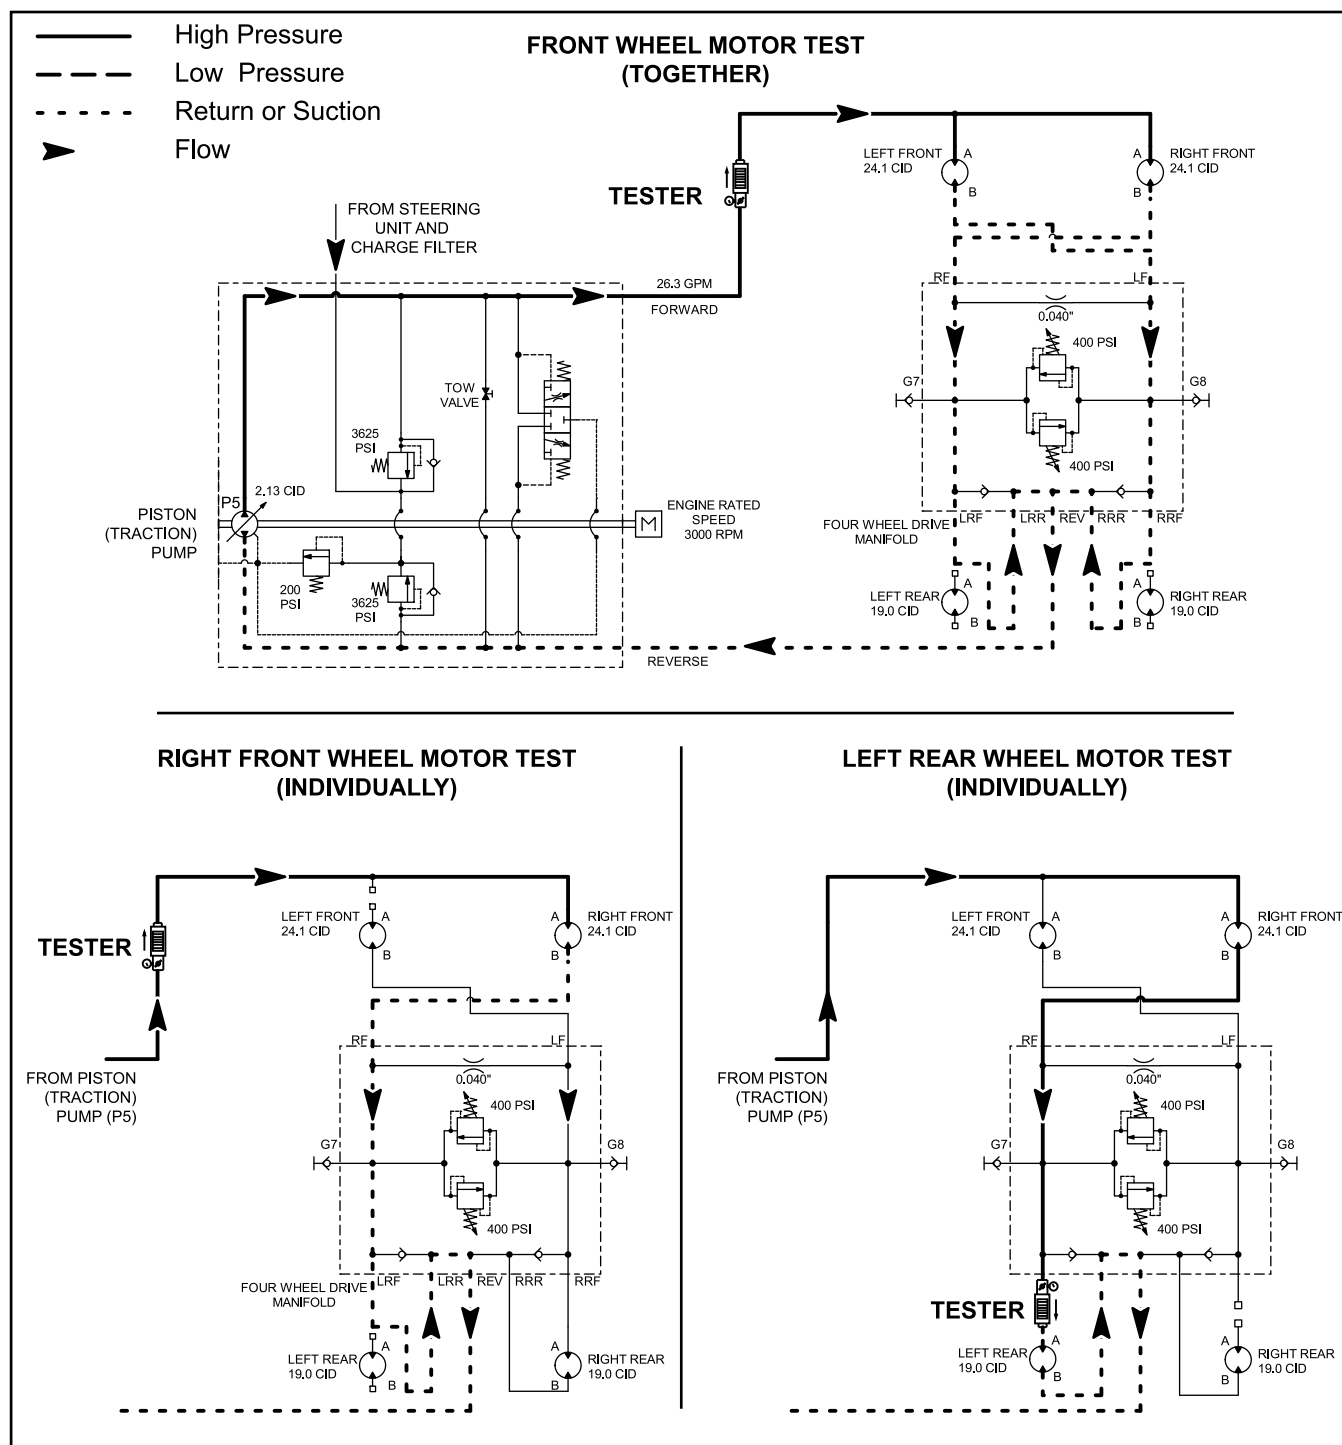 High Pressure
Low Pressure
Return or Suction
Flow
FRONT WHEEL MOTOR TEST
(TOGETHER)
TESTER
LEFT FRONT
24.1 CID
A
B
RIGHT FRONT
24.1 CID
A
B
FROM STEERING
UNIT AND
CHARGE FILTER
26.3 GPM
FORWARD
RF
LF
0.040"
400 PSI
G7
G8
400 PSI
TOW
VALVE
3625
PSI
P5
2.13 CID
PISTON
(TRACTION)
PUMP
M
ENGINE RATED
SPEED
3000 RPM
FOUR WHEEL DRIVE
MANIFOLD
LRF
LRR
REV
RRR
RRF
200
PSI
3625
PSI
LEFT REAR
19.0 CID
A
B
RIGHT REAR
19.0 CID
A
B
REVERSE
RIGHT FRONT WHEEL MOTOR TEST
(INDIVIDUALLY)
TESTER
LEFT FRONT
24.1 CID
A
B
RIGHT FRONT
24.1 CID
A
B
FROM PISTON
(TRACTION)
PUMP (P5)
RF
LF
0.040"
400 PSI
G7
G8
400 PSI
FOUR WHEEL DRIVE
MANIFOLD
LRF
LRR
REV
RRR
RRF
LEFT REAR
19.0 CID
A
B
RIGHT REAR
19.0 CID
A
B
LEFT REAR WHEEL MOTOR TEST
(INDIVIDUALLY)
LEFT FRONT
24.1 CID
A
B
RIGHT FRONT
24.1 CID
A
B
FROM PISTON
(TRACTION)
PUMP (P5)
RF
LF
0.040"
400 PSI
G7
G8
400 PSI
TESTER
LEFT REAR
19.0 CID
A
B
RIGHT REAR
19.0 CID
A
B